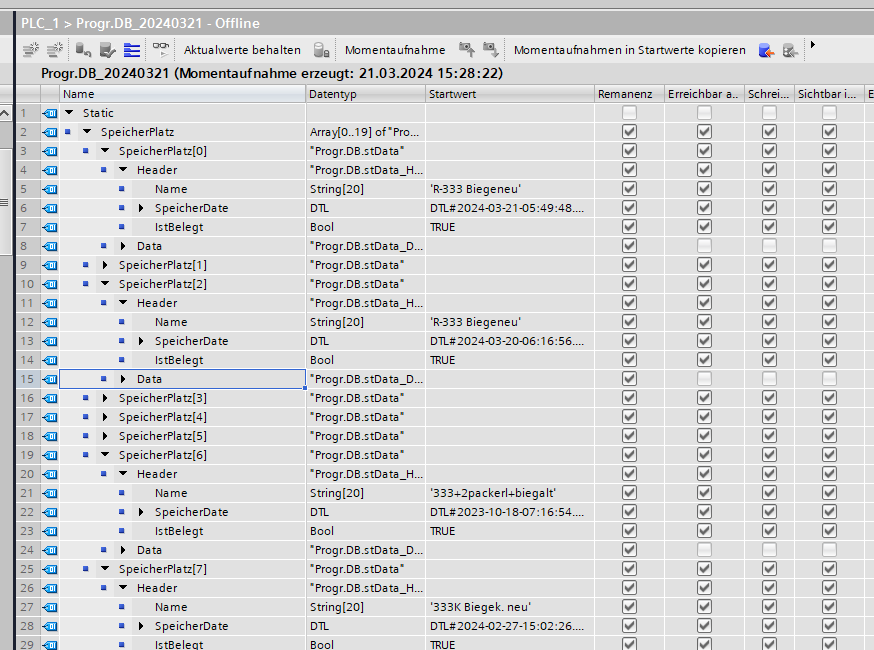 PLC_1 > Progr.DB_20240321 - Offline
Aktualwerte behalten Momentaufnahme Momentaufnahmen in Startwerte kopieren
Progr.DB_20240321 (Momentaufnahme erzeugt: 21.03.2024 15:28:22)
Name Datentyp Startwert Remanenz Erreichbar a.. Schrei... Sichtbar i... E
1 Static
2 SpeicherPlatz Array[0..19] of "Pro...
3 SpeicherPlatz[0] "Progr.DB.stData"
4 Header "Progr.DB.stData_H...
5 Name String[20] 'R-333 Biegeneu'
6 SpeicherDate DTL DTL#2024-03-21-05:49:48....
7 IstBelegt Bool TRUE
8 Data "Progr.DB.stData_D...
9 SpeicherPlatz[1] "Progr.DB.stData"
10 SpeicherPlatz[2] "Progr.DB.stData"
11 Header "Progr.DB.stData_H...
12 Name String[20] 'R-333 Biegeneu'
13 SpeicherDate DTL DTL#2024-03-20-06:16:56....
14 IstBelegt Bool TRUE
15 Data "Progr.DB.stData_D...
16 SpeicherPlatz[3] "Progr.DB.stData"
17 SpeicherPlatz[4] "Progr.DB.stData"
18 SpeicherPlatz[5] "Progr.DB.stData"
19 SpeicherPlatz[6] "Progr.DB.stData"
20 Header "Progr.DB.stData_H...
21 Name String[20] '333+2packerl+biegalt'
22 SpeicherDate DTL DTL#2023-10-18-07:16:54....
23 IstBelegt Bool TRUE
24 Data "Progr.DB.stData_D...
25 SpeicherPlatz[7] "Progr.DB.stData"
26 Header "Progr.DB.stData_H...
27 Name String[20] '333K Biegek. neu'
28 SpeicherDate DTL DTL#2024-02-27-15:02:26....
29 IstBelegt Bool TRUE